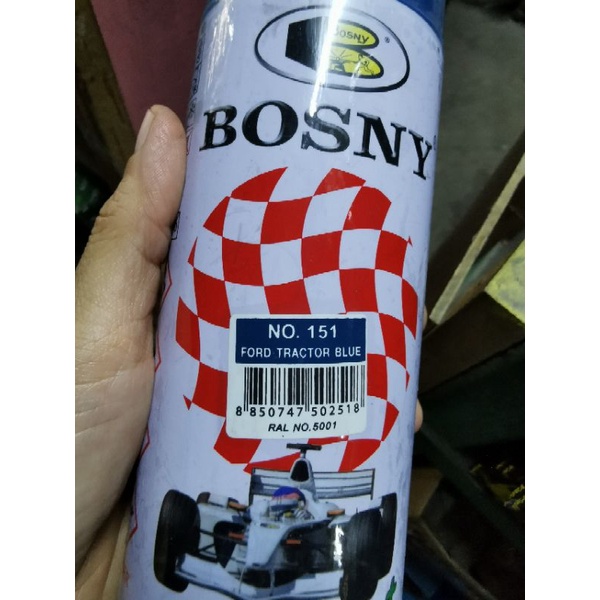 BOSNY
BOSNY
NO. 151
FORD TRACTOR BLUE
8 850747 502518
RAL NO.5001